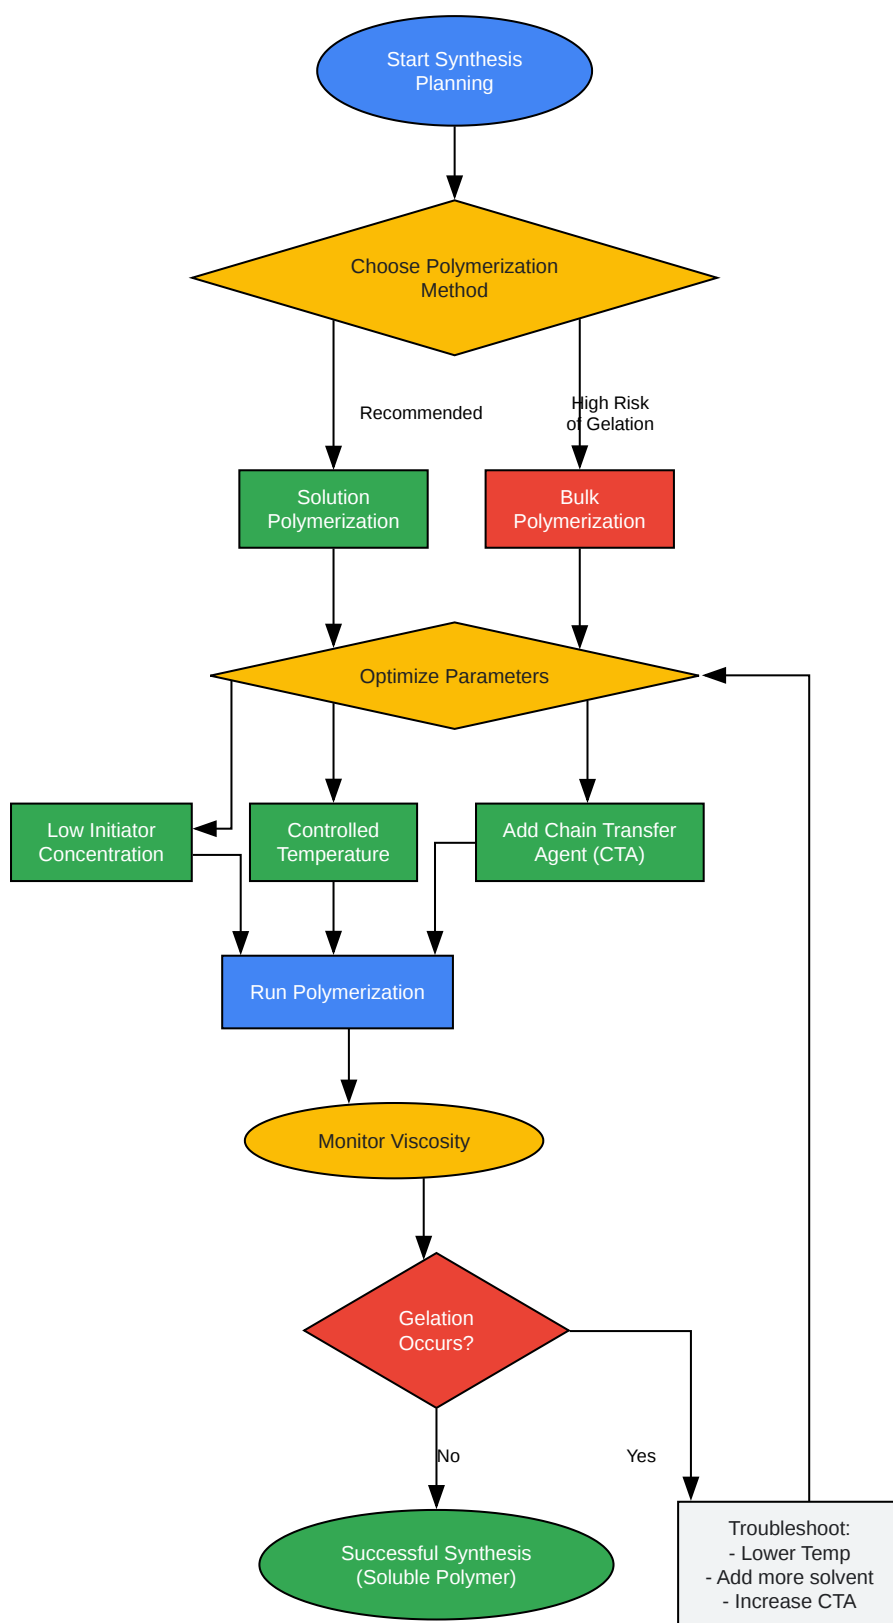 Start Synthesis
Planning
Choose Polymerization
Method
Recommended
High Risk
of Gelation
Solution
Polymerization
Bulk
Polymerization
Optimize Parameters
Low Initiator
Concentration
Controlled
Temperature
Add Chain Transfer
Agent (CTA)
Run Polymerization
Monitor Viscosity
Gelation
Occurs?
No
Yes
Successful Synthesis
(Soluble Polymer)
Troubleshoot:
- Lower Temp
- Add more solvent
- Increase CTA